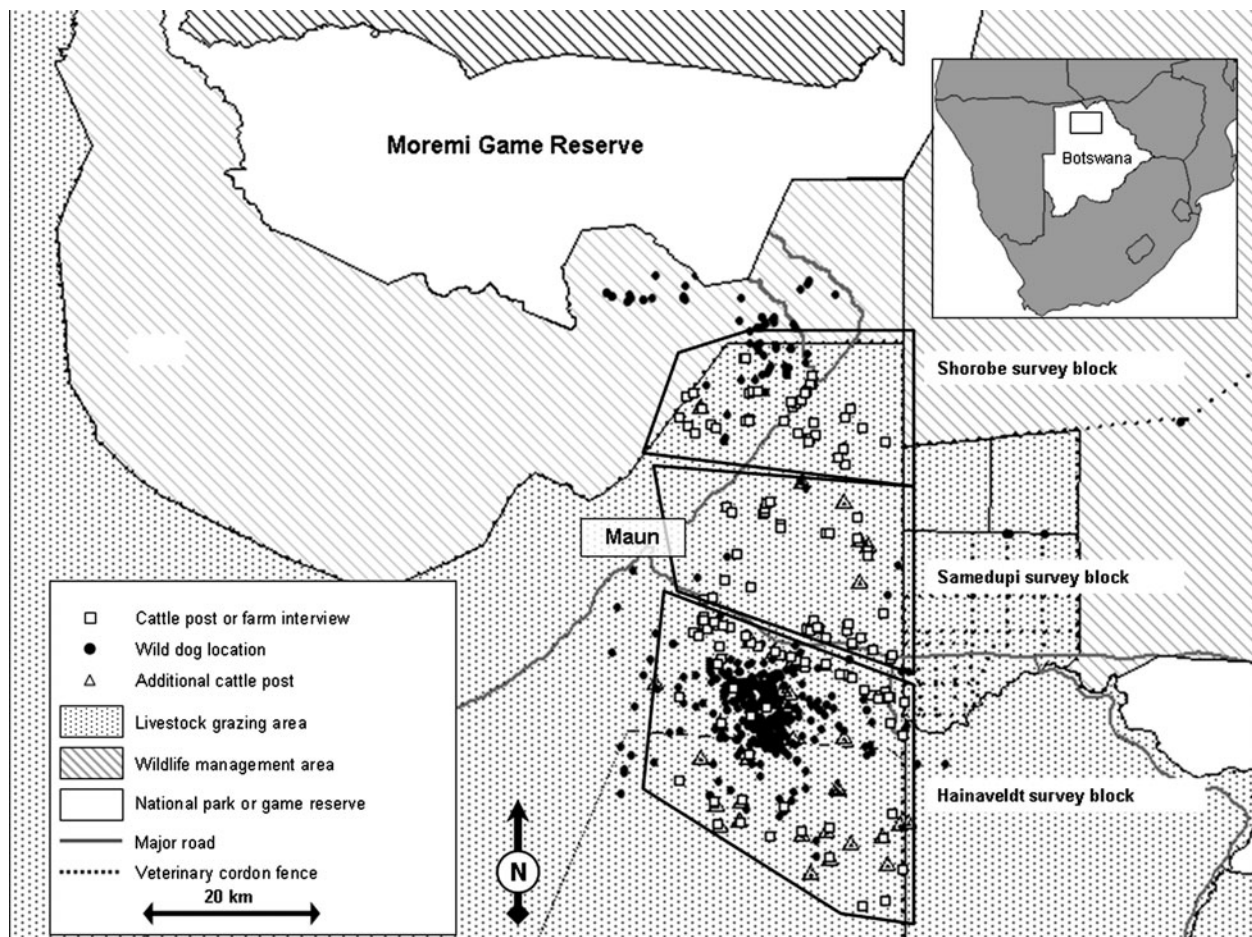 Moremi Game Reserve
Botswana
Shorobe survey block
Maun
Samedupi survey block
Hainaveldt survey block
Cattle post or farm interview
Wild dog location
Additional cattle post
Livestock grazing area
Wildlife management area
National park or game reserve
Major road
Veterinary cordon fence
20 km
N